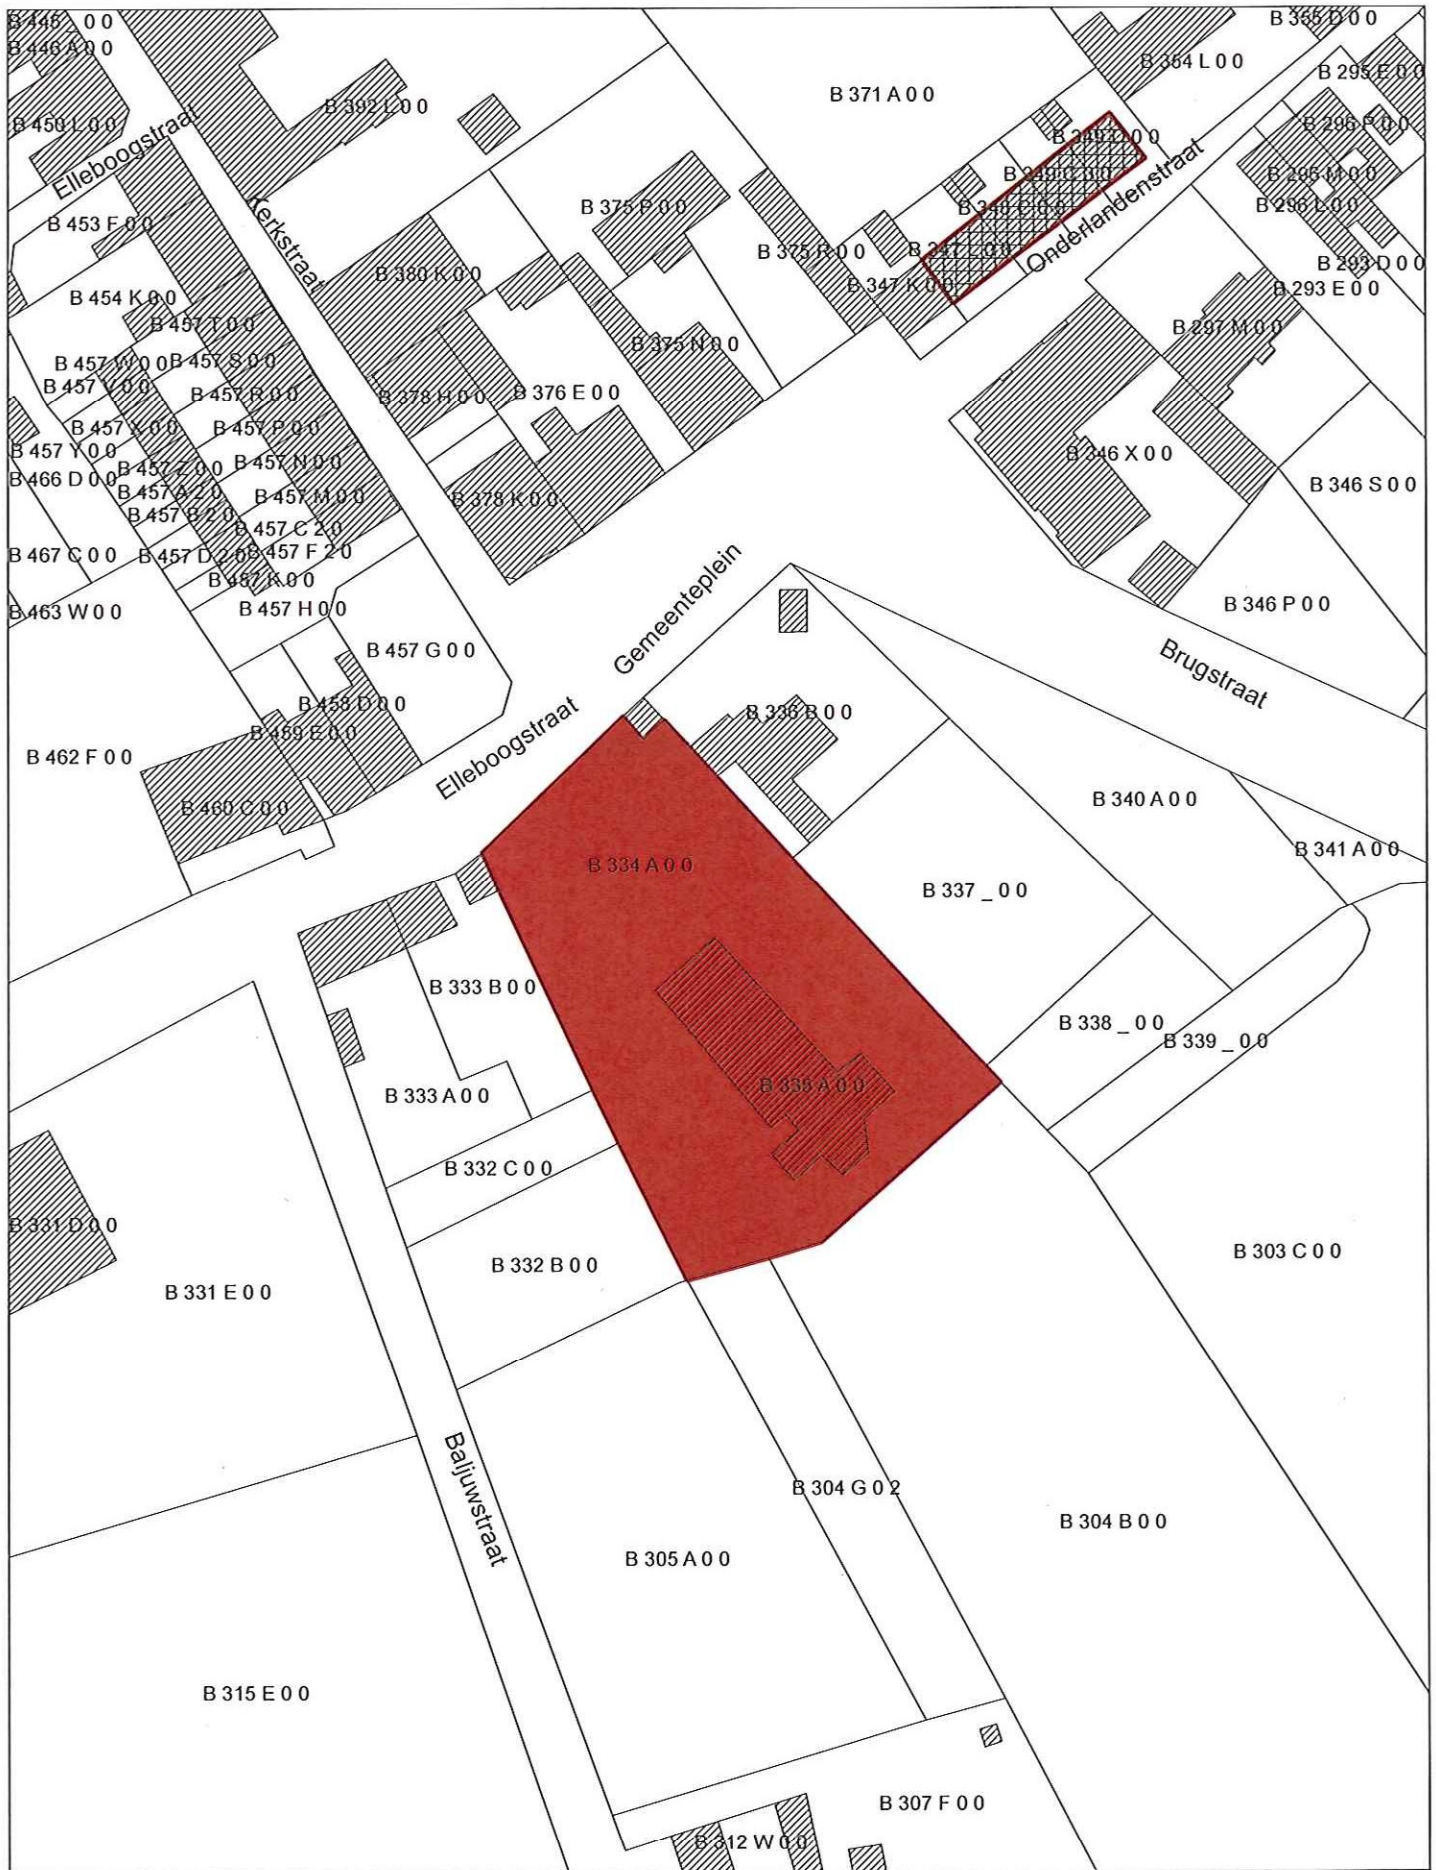 B 446 A 0 0
B 355 D 0 0
B 354 L 0 0
B 295 E 0 0
B 371 A 0 0
B 392 L 0 0
B 450 L 0 0
Elleboogstraat
B 296 M 0 0
B 296 L 0 0
B 453 F 0 0
Kerkstraat
B 375 P 0 0
B 375 R 0 0
B 347 K 0 0
Onderlandenstraat
B 293 D 0 0
B 293 E 0 0
B 380 K 0 0
B 454 K 0 0
B 457 T 0 0
B 297 M 0 0
B 375 N 0 0
B 457 W 0 0
B 457 S 0 0
B 457 V 0 0
B 457 R 0 0
B 378 H 0 0
B 376 E 0 0
B 457 X 0 0
B 457 P 0 0
B 457 Y 0 0
B 457 Z 0 0
B 457 N 0 0
B 346 X 0 0
B 466 D 0 0
B 457 A 2 0
B 457 M 0 0
B 378 K 0 0
B 346 S 0 0
B 457 B 2 0
B 457 C 2 0
B 467 C 0 0
B 457 D 2 0
B 457 F 2 0
B 457 K 0 0
B 463 W 0 0
B 457 H 0 0
B 346 P 0 0
Gemeenteplein
B 457 G 0 0
Brugstraat
B 458 D 0 0
B 336 B 0 0
B 459 E 0 0
Elleboogstraat
B 462 F 0 0
B 460 C 0 0
B 340 A 0 0
B 341 A 0 0
B 334 A 0 0
B 337 _ 0 0
B 333 B 0 0
B 338 _ 0 0
B 339 _ 0 0
B 335 A 0 0
B 333 A 0 0
B 332 C 0 0
B 331 D 0 0
B 332 B 0 0
B 303 C 0 0
B 331 E 0 0
Baljuwstraat
B 304 G 0 2
B 304 B 0 0
B 305 A 0 0
B 315 E 0 0
B 307 F 0 0
B 312 W 0 0